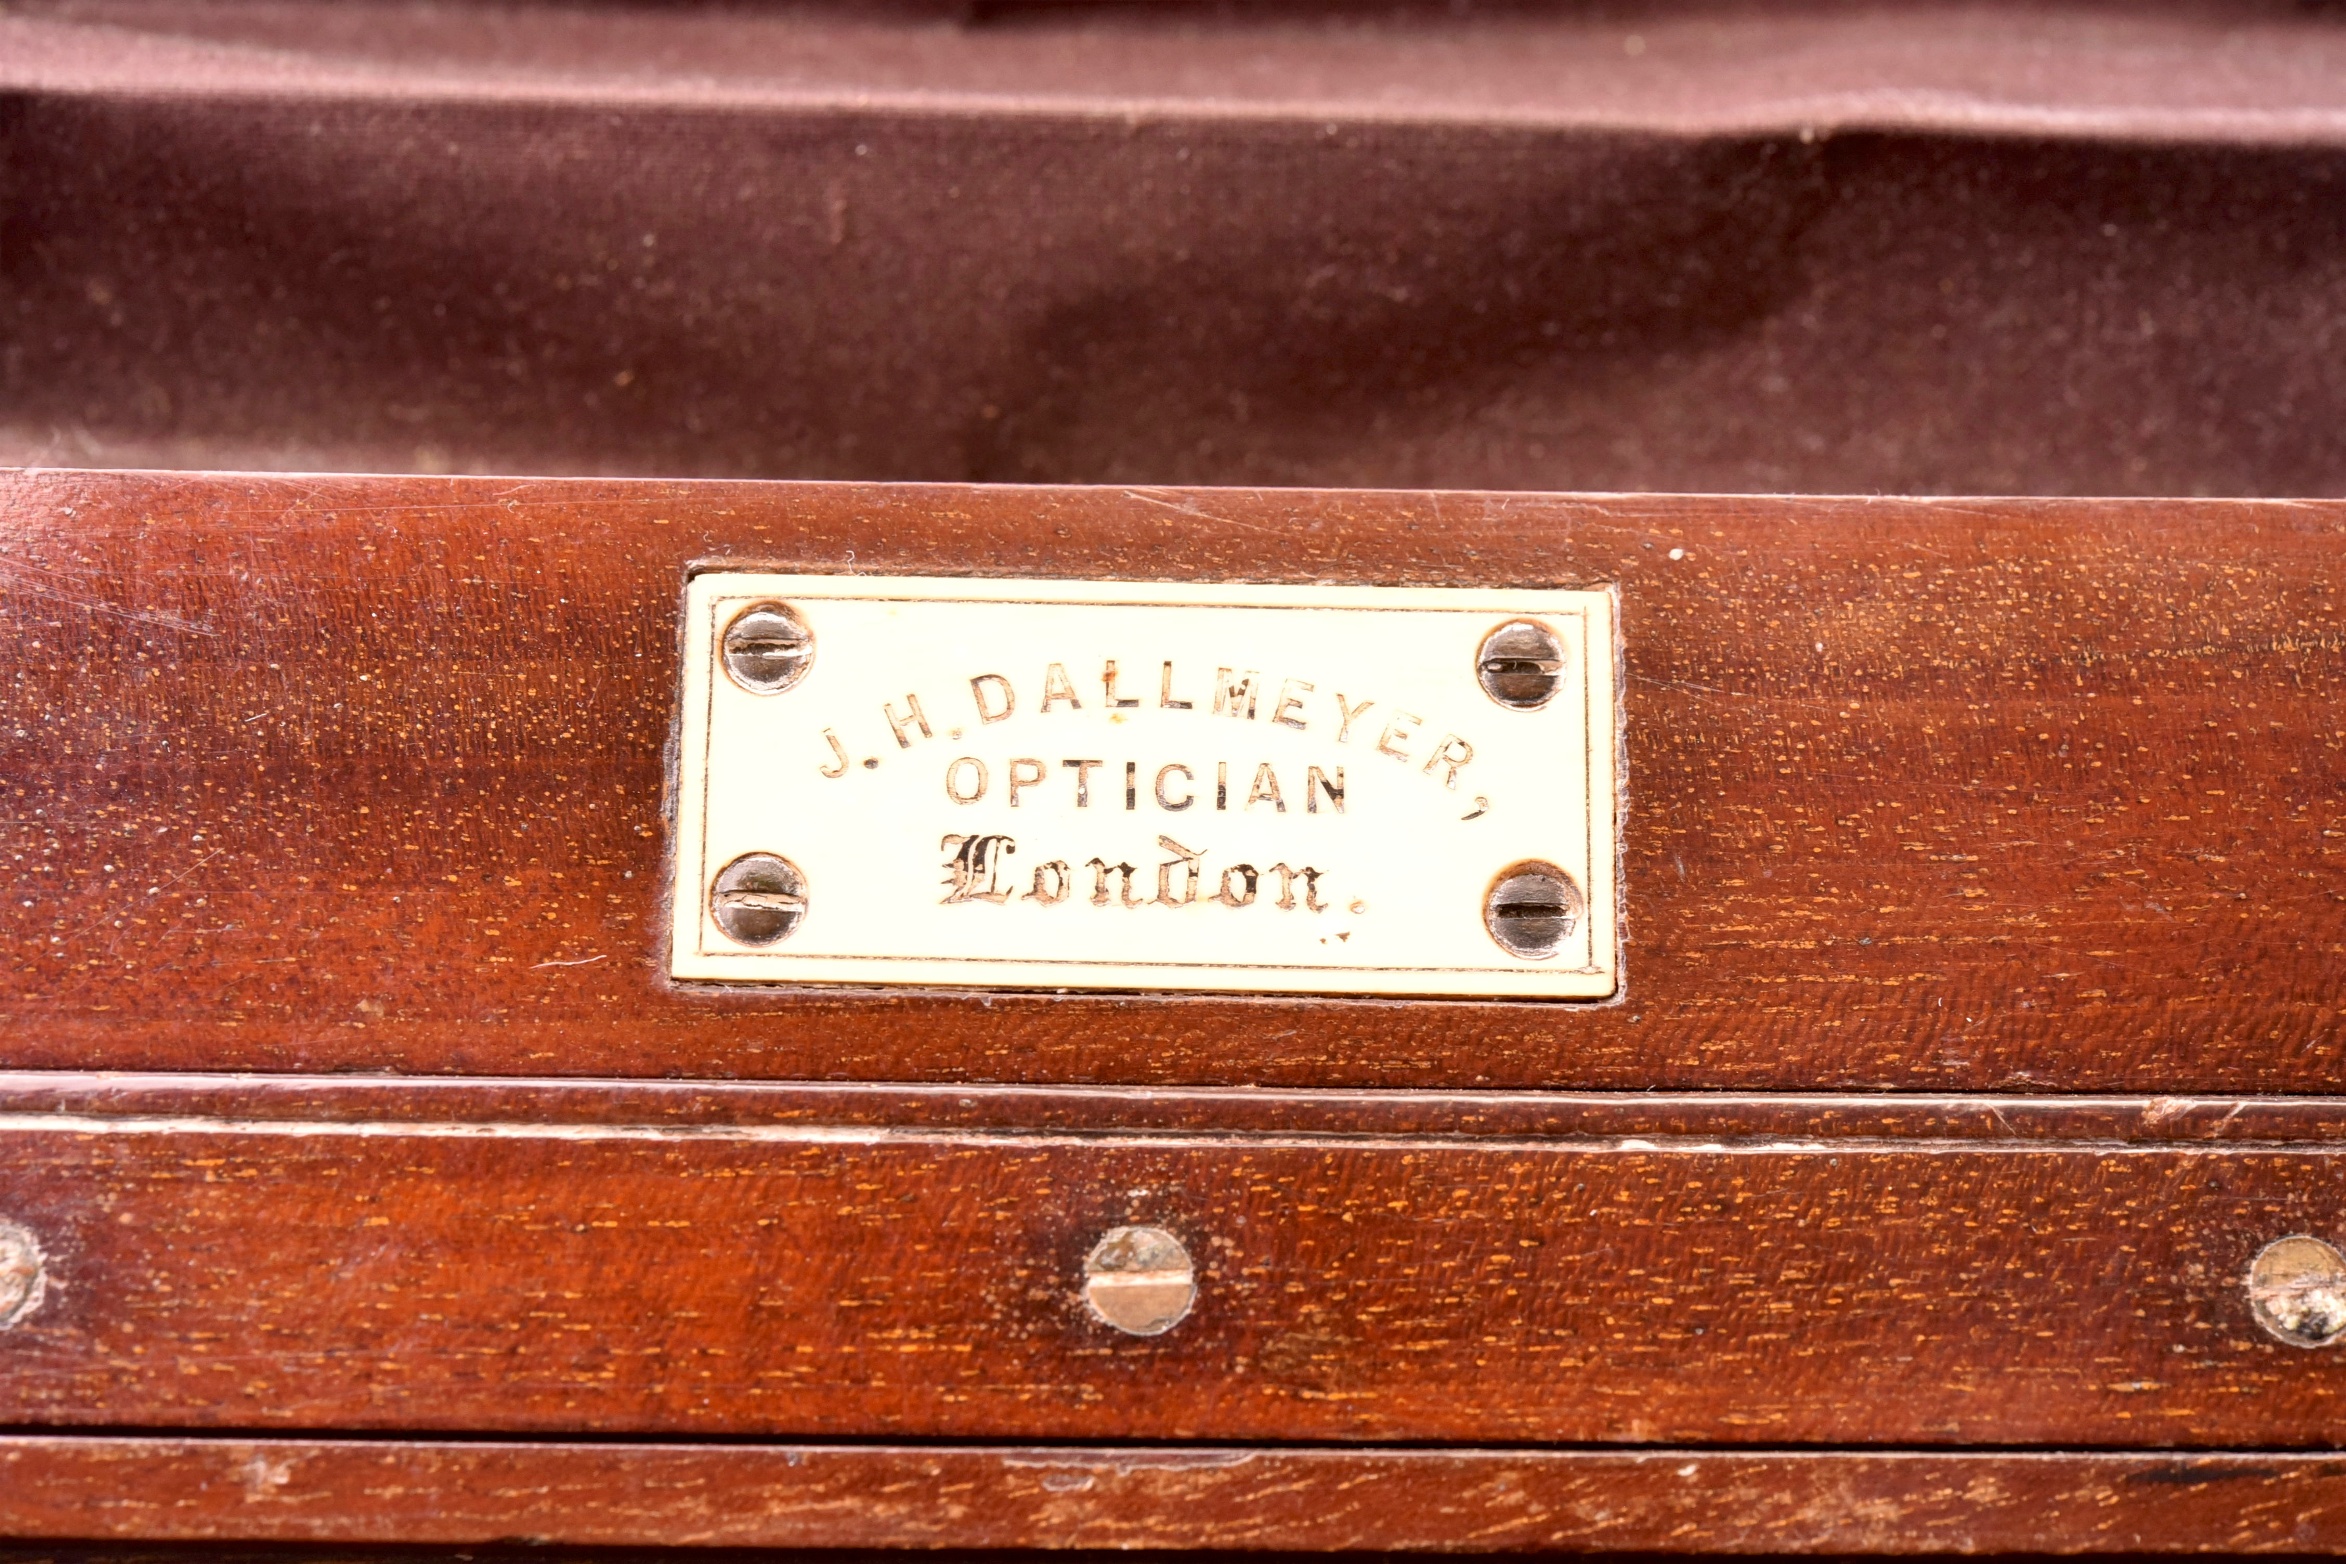 J. H. DALLMEYER,
OPTICIAN
London.